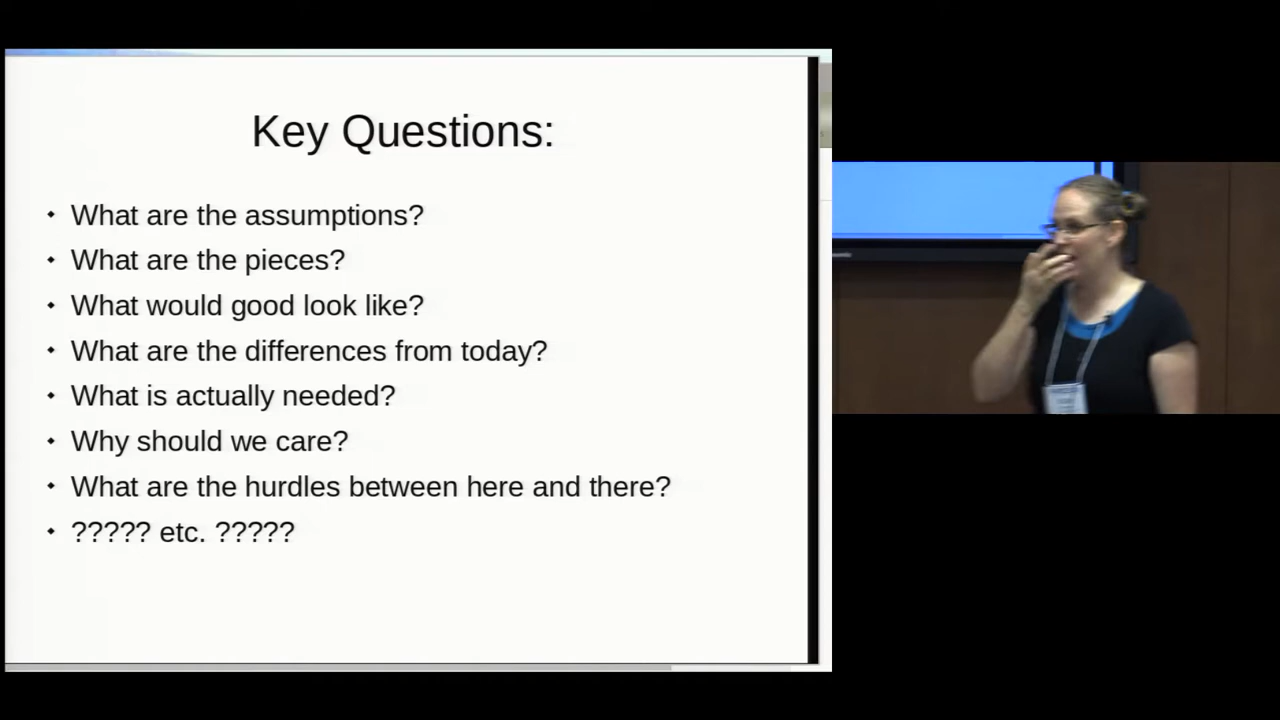 Key Questions:
What are the assumptions?
What are the pieces?
What would good look like?
What are the differences from today?
What is actually needed?
Why should we care?
What are the hurdles between here and there?
????? etc. ?????